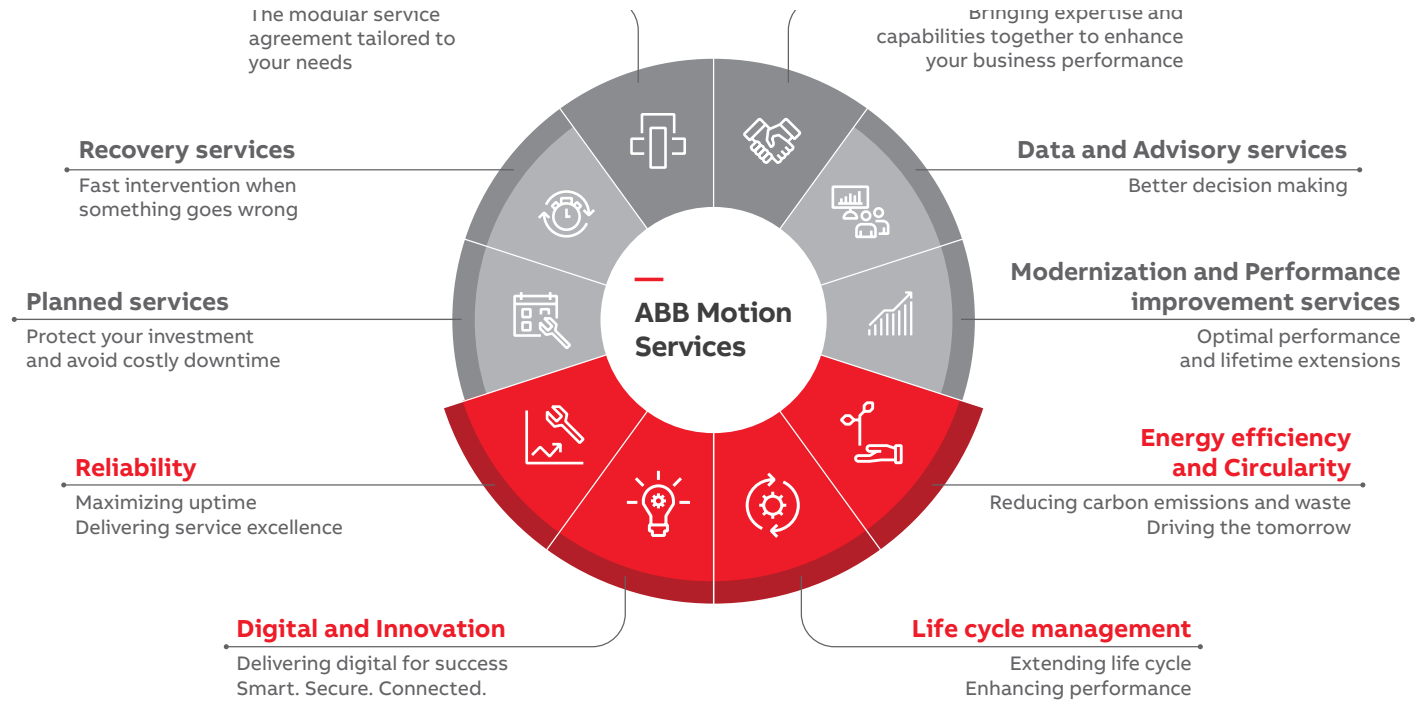 The modular service
agreement tailored to
your needs
Bringing expertise and
capabilities together to enhance
your business performance
Recovery services
Fast intervention when
something goes wrong
Data and Advisory services
Better decision making
Planned services
Protect your investment
and avoid costly downtime
ABB Motion
Services
Modernization and Performance
improvement services
Optimal performance
and lifetime extensions
Reliability
Maximizing uptime
Delivering service excellence
Energy efficiency
and Circularity
Reducing carbon emissions and waste
Driving the tomorrow
Digital and Innovation
Delivering digital for success
Smart. Secure. Connected.
Life cycle management
Extending life cycle
Enhancing performance